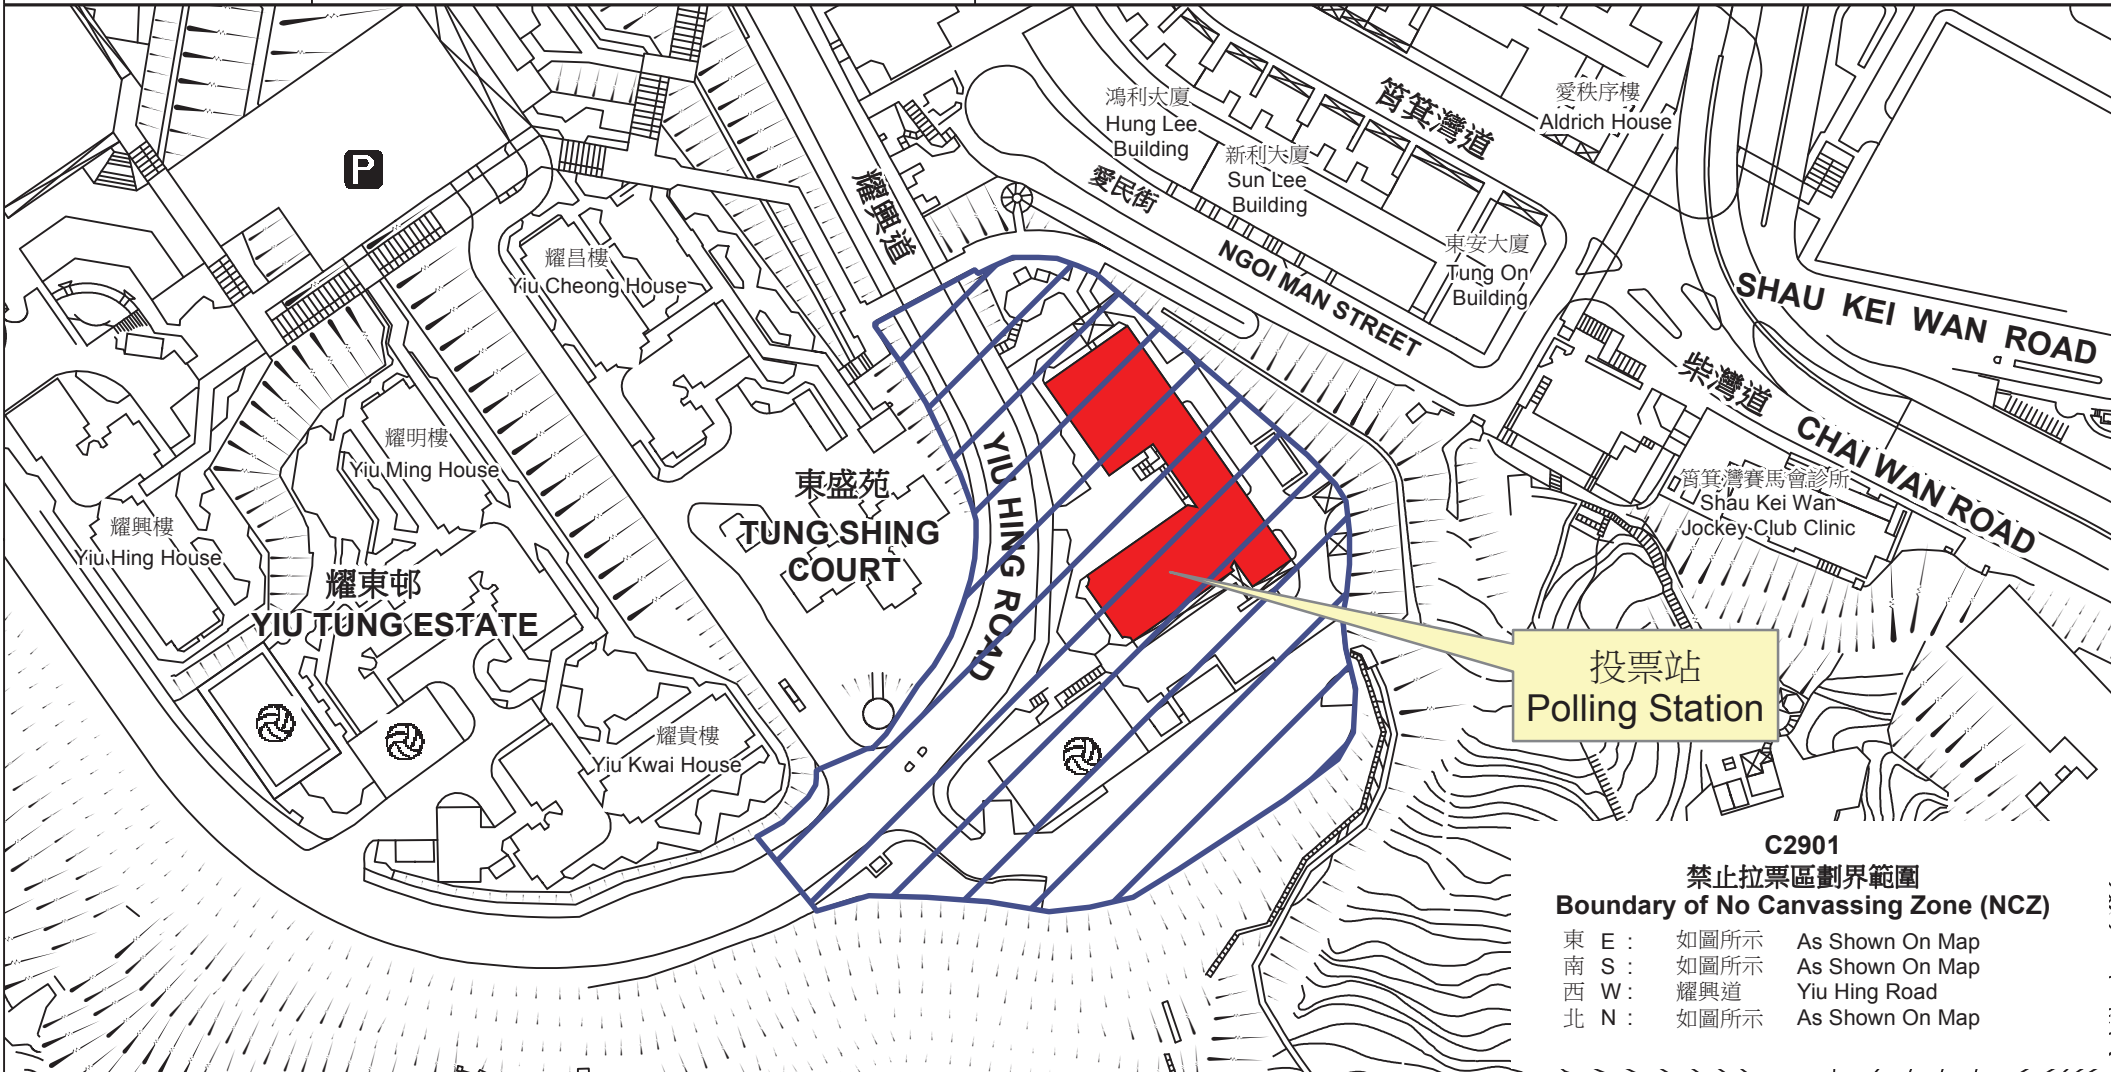 P
鴻利大廈
Hung Lee
Building
新利大廈
Sun Lee
Building
筲箕灣道
愛秩序樓
Aldrich House
愛民街
NGOI MAN STREET
東安大廈
Tung On
Building
耀興道
耀昌樓
Yiu Cheong House
SHAU KEI WAN ROAD
柴灣道 CHAI WAN ROAD
耀明樓
Yiu Ming House
東盛苑
TUNG SHING
COURT
YIU HING ROAD
筲箕灣賽馬會診所
Shau Kei Wan
Jockey Club Clinic
耀興樓
Yiu Hing House
耀東邨
YIU TUNG ESTATE
投票站
Polling Station
耀貴樓
Yiu Kwai House
C2901
禁止拉票區劃界範圍
Boundary of No Canvassing Zone (NCZ)
東 E : 如圖所示 As Shown On Map
南 S : 如圖所示 As Shown On Map
西 W : 耀興道 Yiu Hing Road
北 N : 如圖所示 As Shown On Map